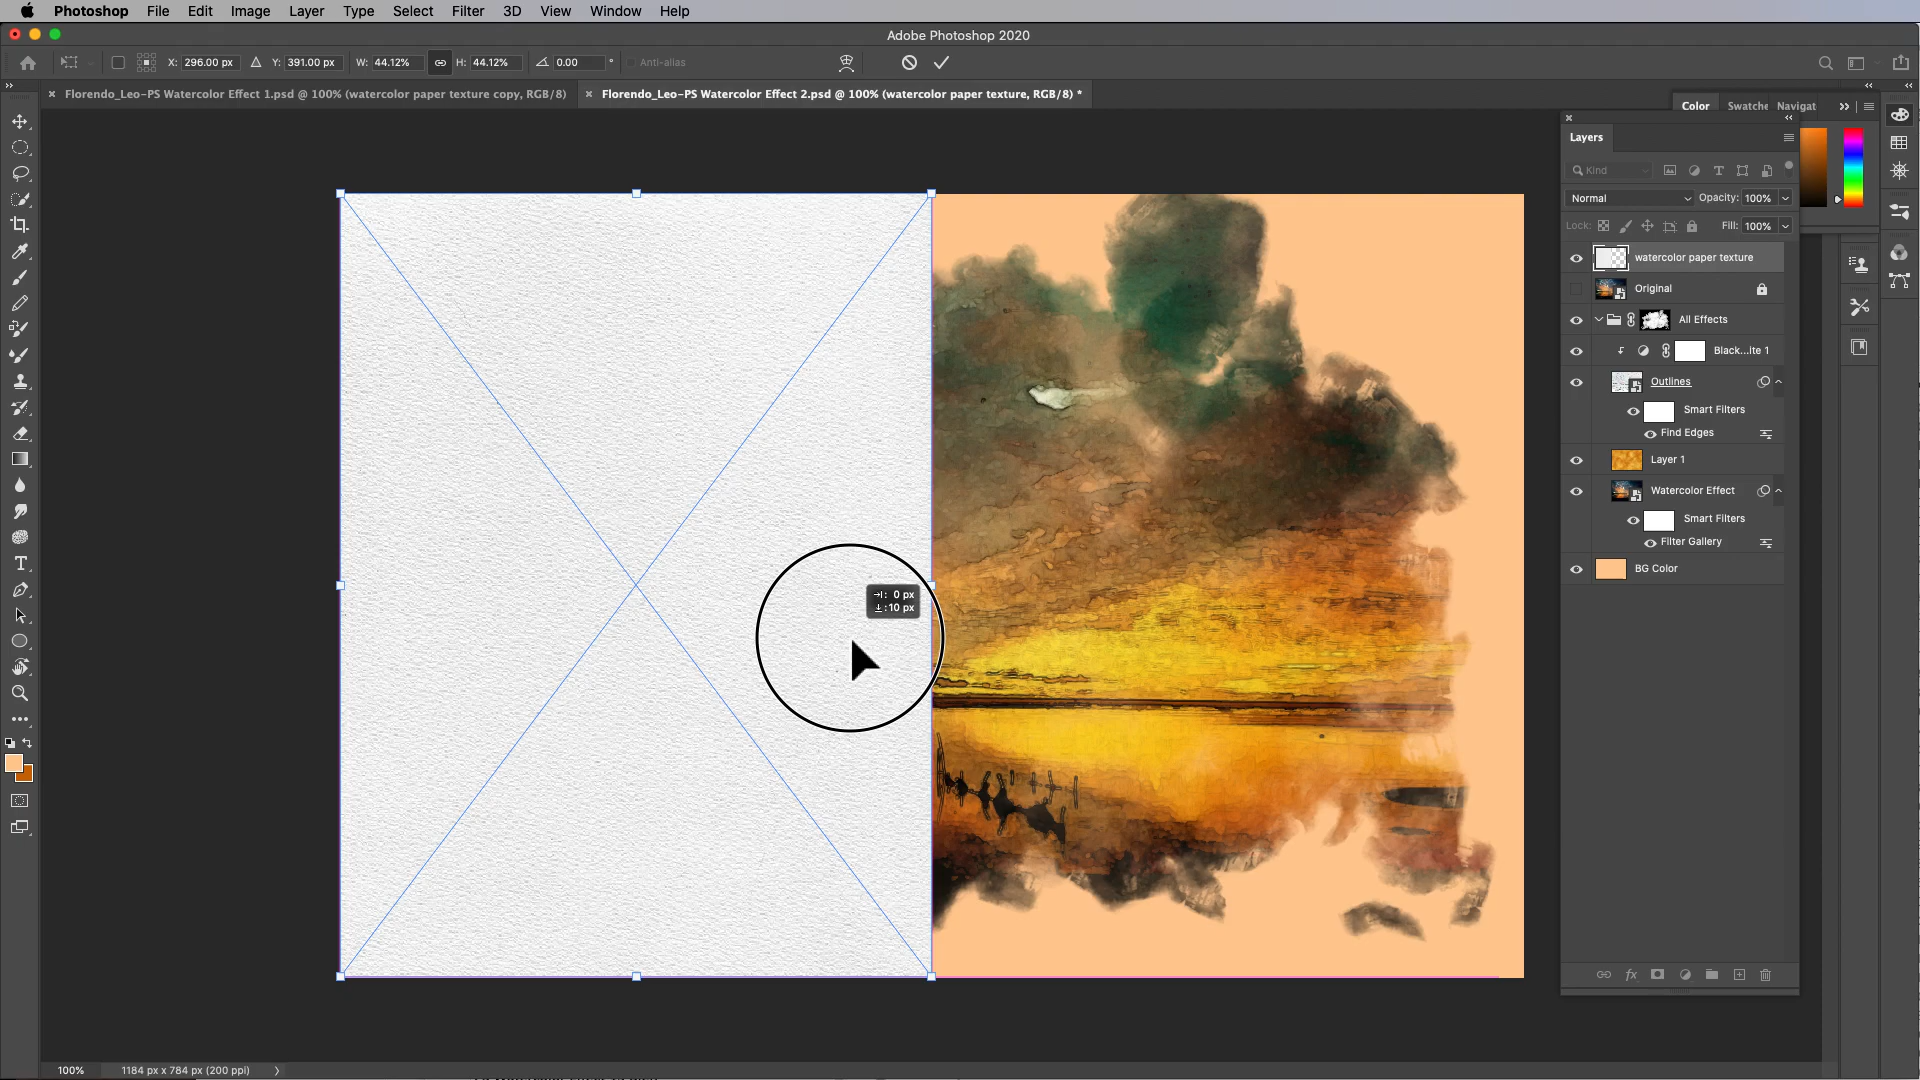 Photoshop File Edit Image Layer Type Select Filter 3D View Window Help
Adobe Photoshop 2020
X: 296.00 px Y: 391.00 px W: 44.12% H: 44.12% 0.00 ° Anti-alias
Florendo_Leo-PS Watercolor Effect 1.psd @ 100% (watercolor paper texture copy, RGB/8)
Florendo_Leo-PS Watercolor Effect 2.psd @ 100% (watercolor paper texture, RGB/8) *
Color Swatche Navigat
Layers
Kind
Normal Opacity: 100%
Lock: Fill: 100%
watercolor paper texture
Original
All Effects
Black...lte 1
Outlines
Smart Filters
Find Edges
Layer 1
Watercolor Effect
Smart Filters
Filter Gallery
BG Color
: 0 px
:10 px
100% 1184 px x 784 px (200 ppi)